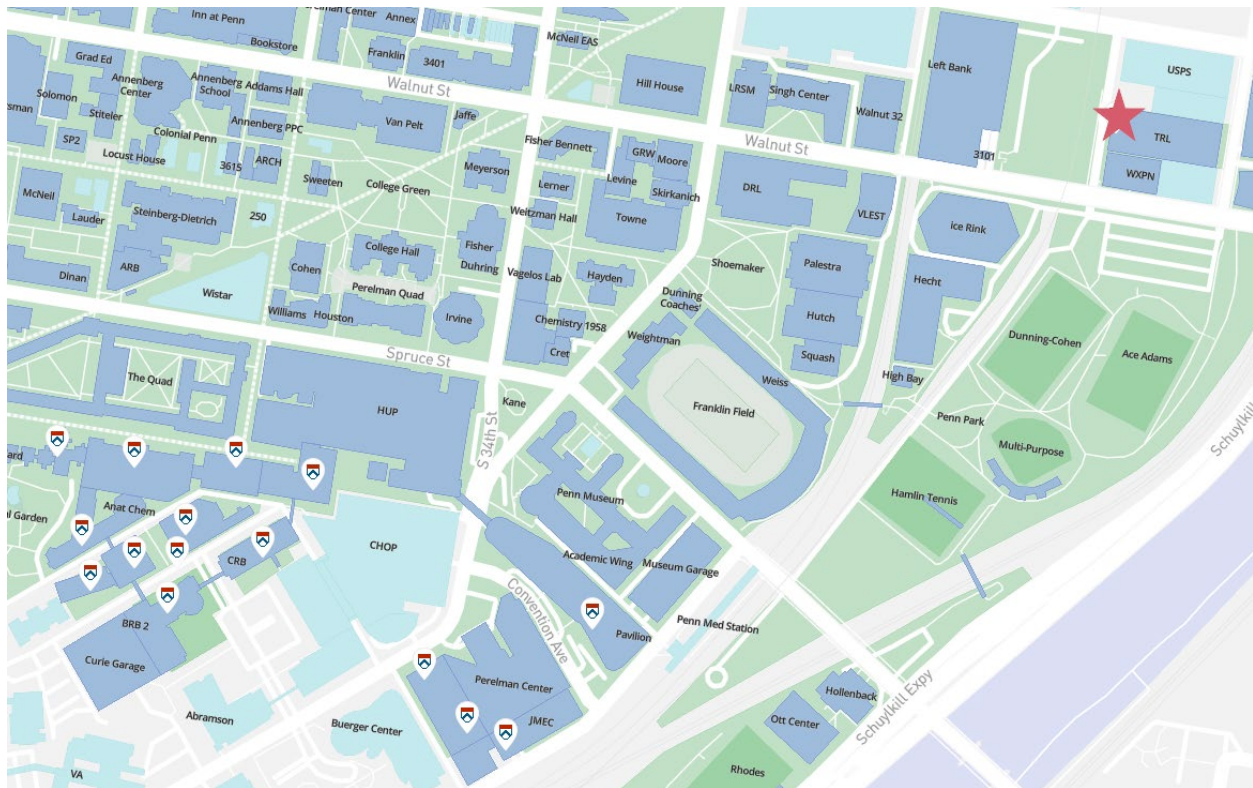 Inn at Penn
Bookstore
Annex
Franklin
3401
McNeil EAS
Hill House
LRSM
Singh Center
Walnut 32
Left Bank
USPS
TRL
WXPN
3101
Grad Ed
Solomon
Stiteler
SP2
Annenberg
Center
Annenberg
School
Addams Hall
Annenberg PPC
Colonial Penn
Locust House
3615
ARCH
Walnut St
Van Pelt
Jaffe
Fisher Bennett
GRW
Moore
Walnut St
Meyerson
Lerner
Levine
Skirkanich
DRL
VLEST
Ice Rink
Sweeten
College Green
Weitzman Hall
Towne
McNeil
Lauder
Steinberg-Dietrich
250
College Hall
Fisher
Duhring
Shoemaker
Palestra
Hecht
Dinan
ARB
Wistar
Cohen
Perelman Quad
Vagelos Lab
Hayden
Dunning
Coaches'
Williams
Houston
Irvine
Chemistry 1958
Cret
Weightman
Hutch
Squash
Dunning-Cohen
Ace Adams
Spruce St
The Quad
HUP
Kane
S 34th St
Weiss
Franklin Field
High Bay
Penn Park
Multi-Purpose
Hamlin Tennis
Penn Museum
Academic Wing
Museum Garage
Anat Chem
CHOP
CRB
BRB 2
Curie Garage
Convention Ave
Pavilion
Penn Med Station
Perelman Center
JMEC
Abramson
Buerger Center
VA
Hollenback
Ott Center
Rhodes
Schuylkill Expy